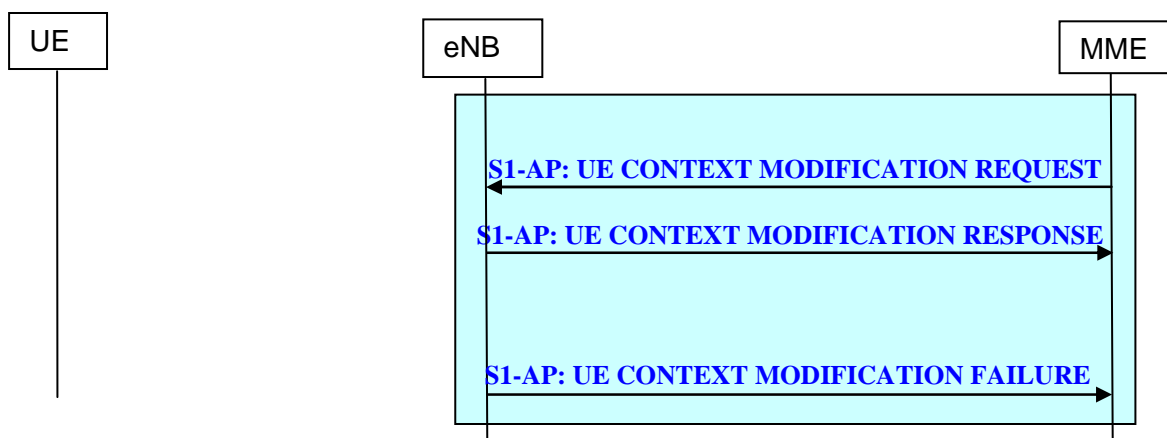 UE
eNB
MME
S1-AP: UE CONTEXT MODIFICATION REQUEST
S1-AP: UE CONTEXT MODIFICATION RESPONSE
S1-AP: UE CONTEXT MODIFICATION FAILURE